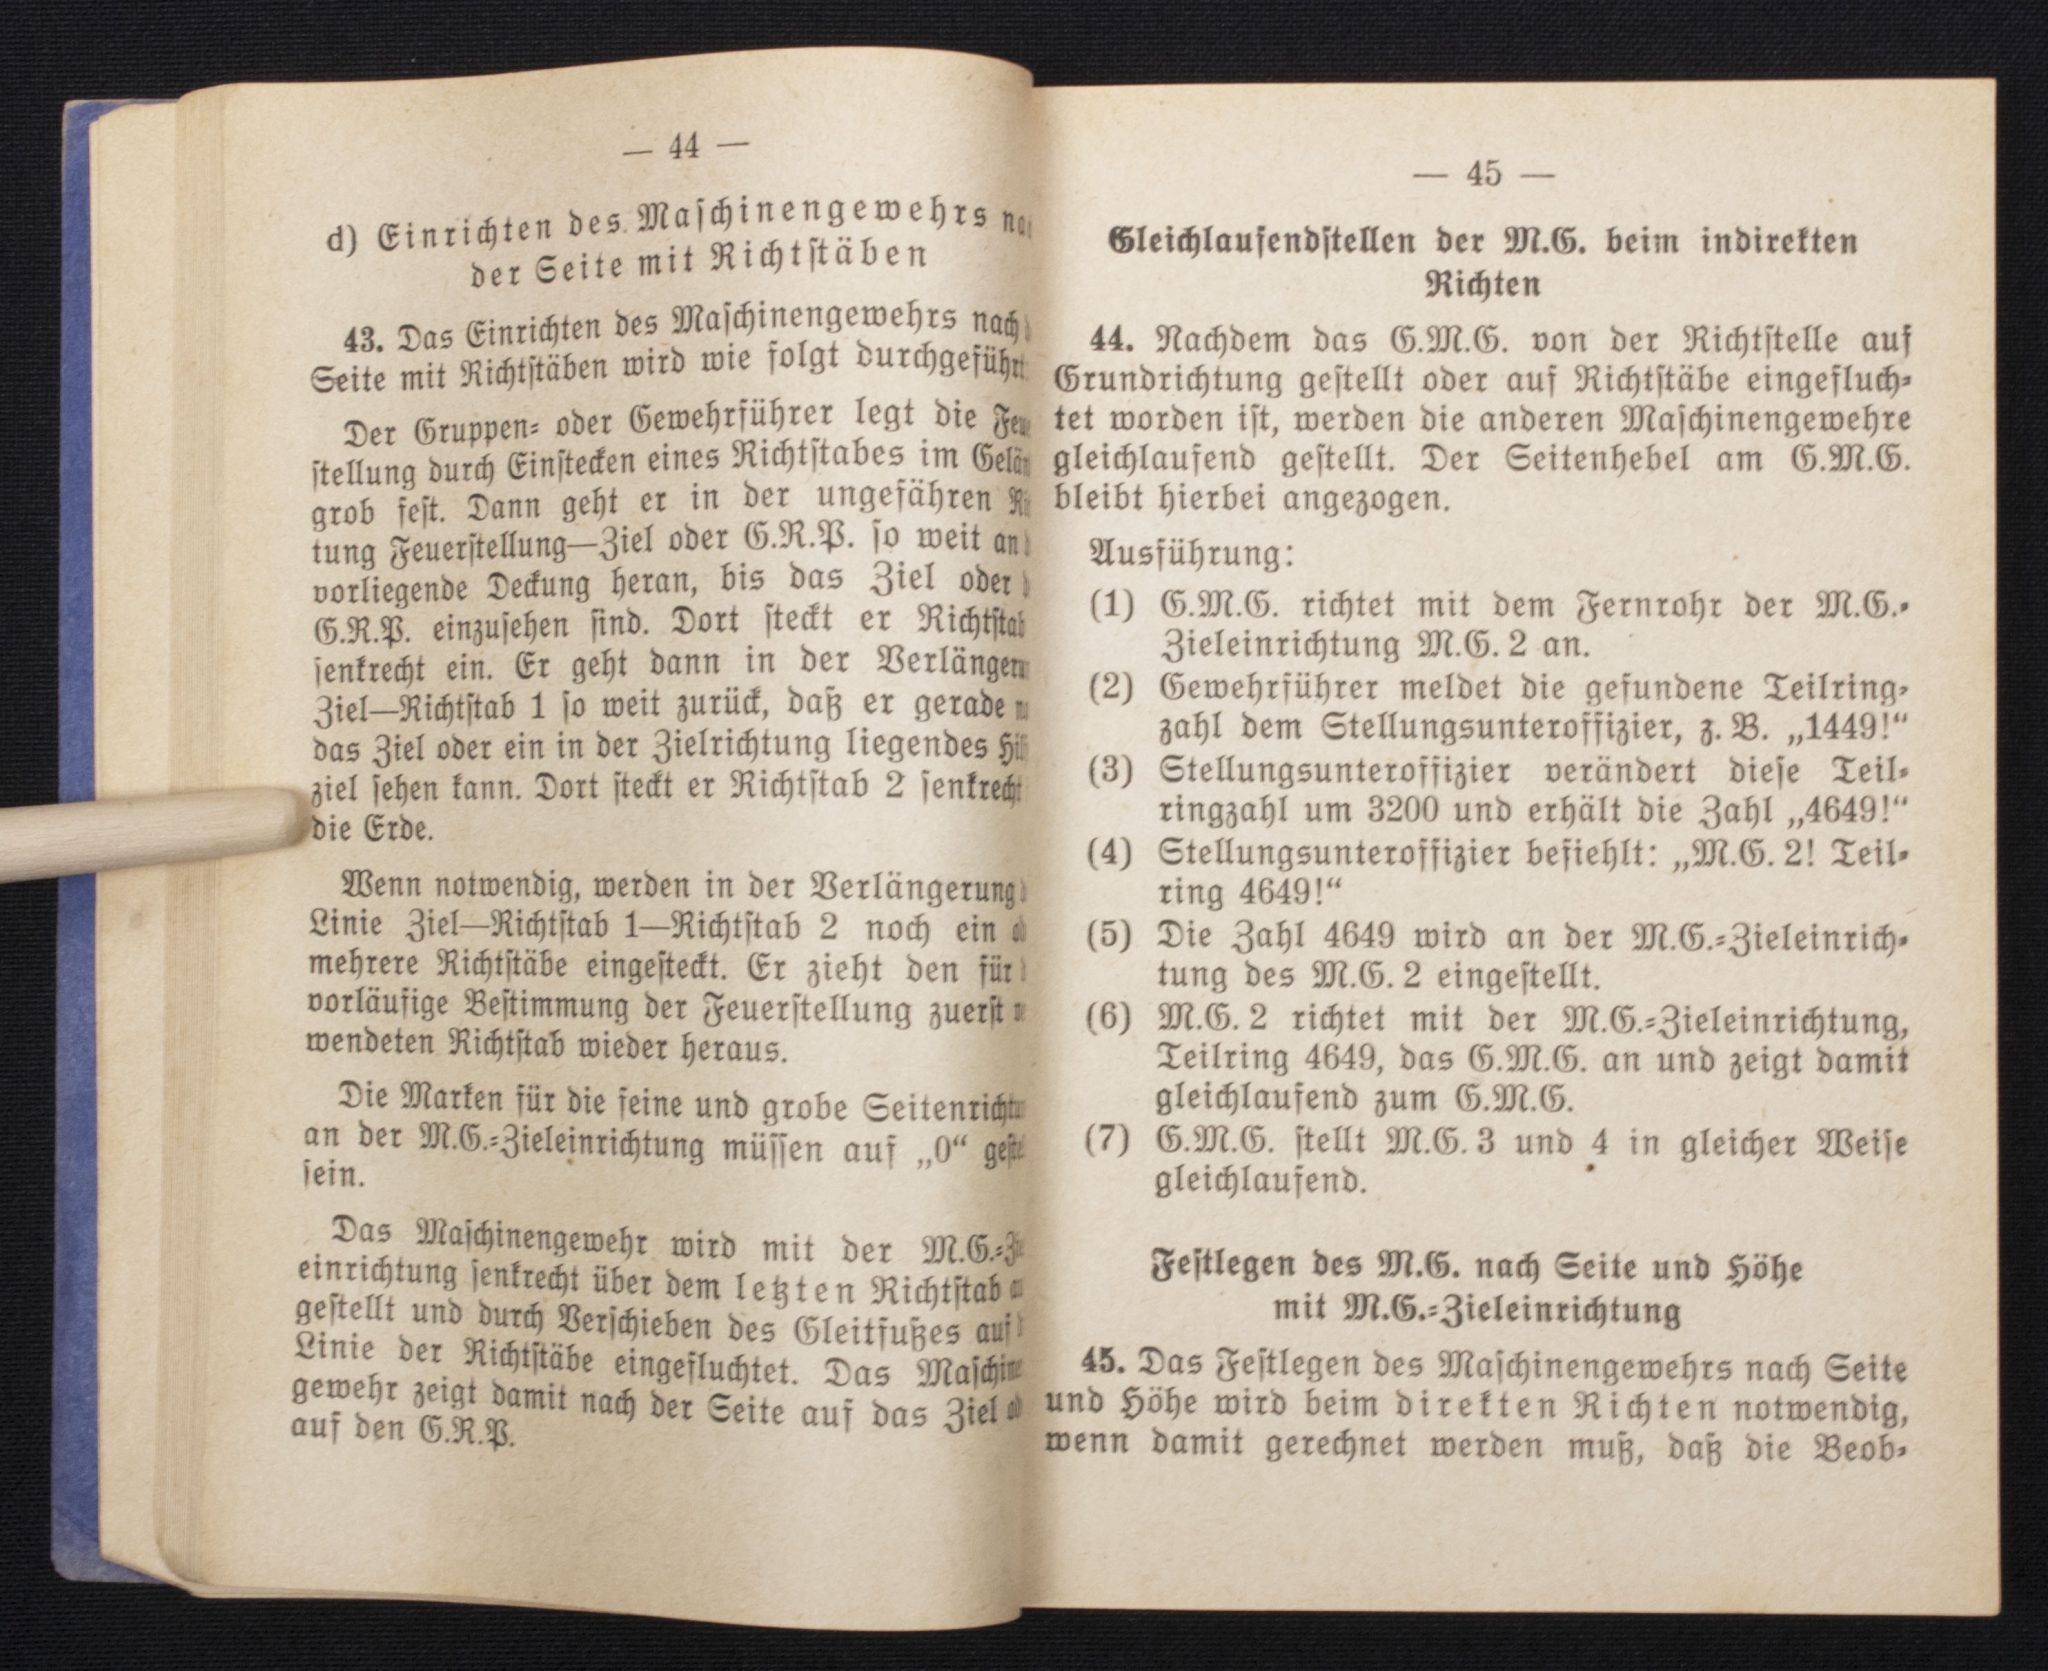 — 44 —
d) Einrichten des Maschinengewehrs
der Seite mit Richtstäben
43. Das Einrichten des Maschinengewehrs nach
Seite mit Richtstäben wird wie folgt durchgeführt
Der Gruppen= oder Gewehrführer legt die
stellung durch Einstecken eines Richtstabes im
grob fest. Dann geht er in der ungefähren
tung Feuerstellung—Ziel oder G.R.P. so weit an
vorliegende Deckung heran, bis das Ziel oder
G.R.P. einzusehen sind. Dort steckt er Richtstab
senkrecht ein. Er geht dann in der
Ziel—Richtstab 1 so weit zurück, daß er gerade
das Ziel oder ein in der Zielrichtung liegendes
ziel sehen kann. Dort steckt er Richtstab 2 senkrecht
die Erde.
Wenn notwendig, werden in der Verlängerung
Linie Ziel—Richtstab 1—Richtstab 2 noch ein
mehrere Richtstäbe eingesteckt. Er zieht den für
vorläufige Bestimmung der Feuerstellung zuerst
wendeten Richtstab wieder heraus.
Die Marken für die feine und grobe
an der M.G.=Zieleinrichtung müssen auf „0“
sein.
Das Maschinengewehr wird mit der
einrichtung senkrecht über dem letzten Richtstab
gestellt und durch Verschieben des Gleitfußes auf
Linie der Richtstäbe eingefluchtet. Das
gewehr zeigt damit nach der Seite auf das Ziel
auf den G.R.P.
— 45 —
Gleichlaufendstellen der M.G. beim indirekten
Richten
44. Nachdem das G.M.G. von der Richtstelle auf
Grundrichtung gestellt oder auf Richtstäbe eingefluch=
tet worden ist, werden die anderen Maschinengewehre
gleichlaufend gestellt. Der Seitenhebel am G.M.G.
bleibt hierbei angezogen.
Ausführung:
(1) G.M.G. richtet mit dem Fernrohr der M.G.=
Zieleinrichtung M.G. 2 an.
(2) Gewehrführer meldet die gefundene Teilring=
zahl dem Stellungsunteroffizier, z. B. „1449!“
(3) Stellungsunteroffizier verändert diese Teil=
ringzahl um 3200 und erhält die Zahl „4649!“
(4) Stellungsunteroffizier befiehlt: „M.G. 2! Teil=
ring 4649!“
(5) Die Zahl 4649 wird an der M.G.=Zieleinrich=
tung des M.G. 2 eingestellt.
(6) M.G. 2 richtet mit der M.G.=Zieleinrichtung,
Teilring 4649, das G.M.G. an und zeigt damit
gleichlaufend zum G.M.G.
(7) G.M.G. stellt M.G. 3 und 4 in gleicher Weise
gleichlaufend.
Festlegen des M.G. nach Seite und Höhe
mit M.G.=Zieleinrichtung
45. Das Festlegen des Maschinengewehrs nach Seite
und Höhe wird beim direkten Richten notwendig,
wenn damit gerechnet werden muß, daß die Beob=